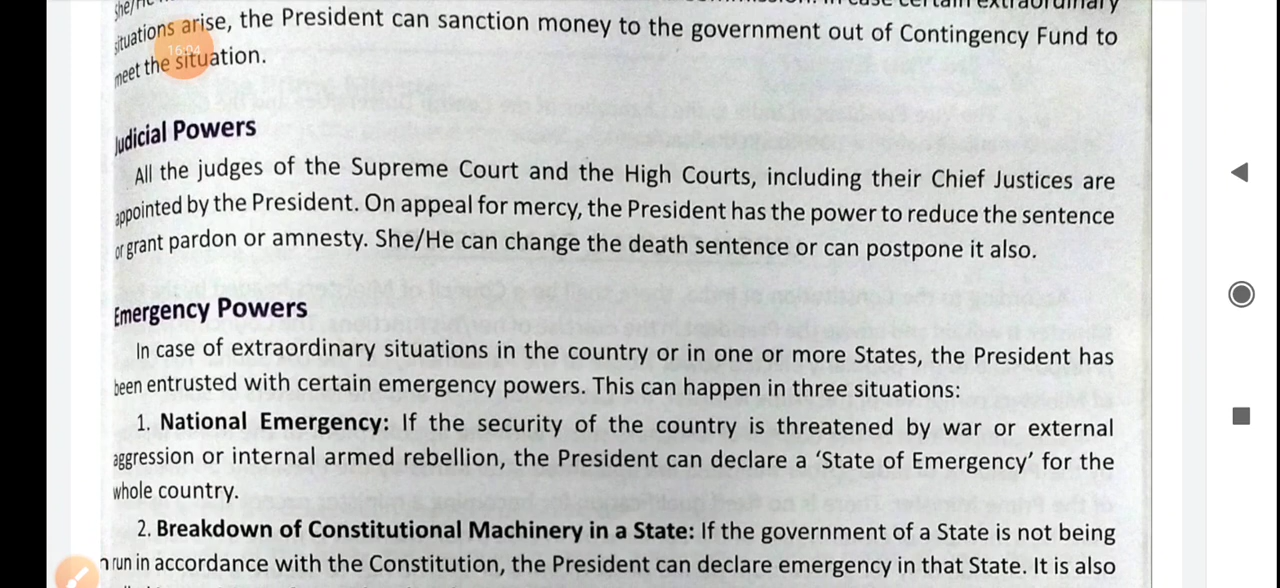 situations arise, the President can sanction money to the government out of Contingency Fund to
meet the situation.
16:04
Judicial Powers
All the judges of the Supreme Court and the High Courts, including their Chief Justices are
appointed by the President. On appeal for mercy, the President has the power to reduce the sentence
or grant pardon or amnesty. She/He can change the death sentence or can postpone it also.
Emergency Powers
In case of extraordinary situations in the country or in one or more States, the President has
been entrusted with certain emergency powers. This can happen in three situations:
1. National Emergency: If the security of the country is threatened by war or external
aggression or internal armed rebellion, the President can declare a ‘State of Emergency’ for the
whole country.
2. Breakdown of Constitutional Machinery in a State: If the government of a State is not being
run in accordance with the Constitution, the President can declare emergency in that State. It is also